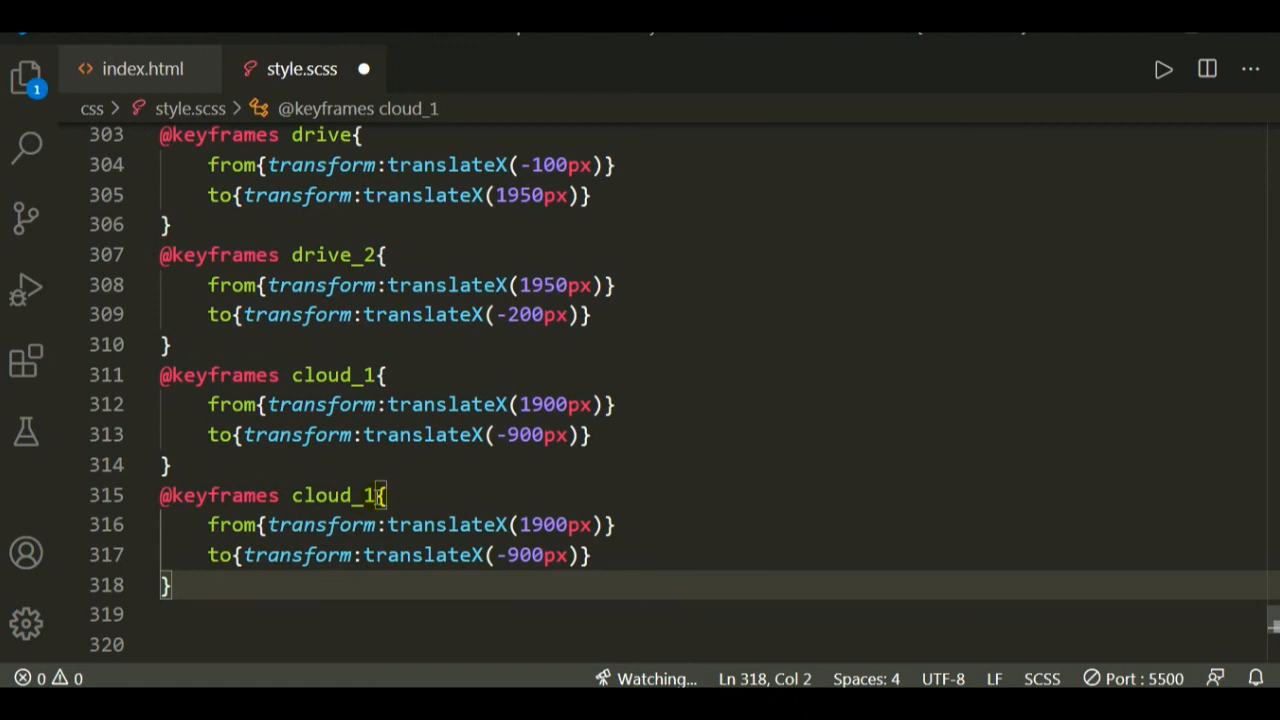 index.html style.scss
1
css > style.scss > @keyframes cloud_1
303 @keyframes drive{
304 from{transform:translateX(-100px)}
305 to{transform:translateX(1950px)}
306 }
307 @keyframes drive_2{
308 from{transform:translateX(1950px)}
309 to{transform:translateX(-200px)}
310 }
311 @keyframes cloud_1{
312 from{transform:translateX(1900px)}
313 to{transform:translateX(-900px)}
314 }
315 @keyframes cloud_1{
316 from{transform:translateX(1900px)}
317 to{transform:translateX(-900px)}
318 }
319
320
0 0 Watching... Ln 318, Col 2 Spaces: 4 UTF-8 LF SCSS Port : 5500